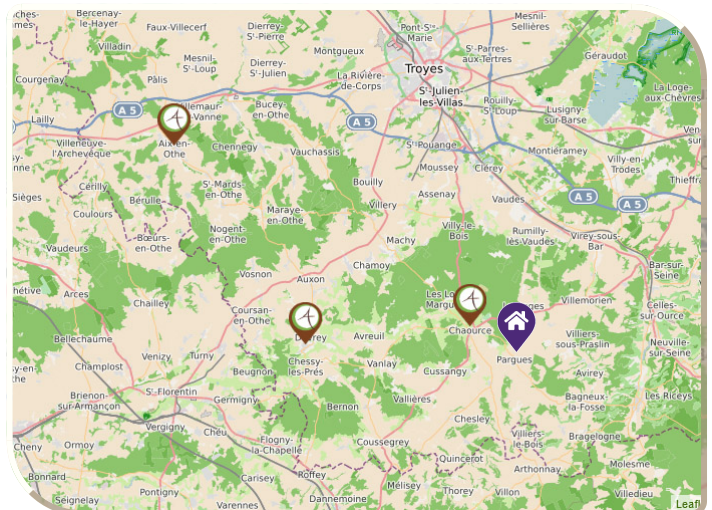 Bercenay-
le-Hayer
Faux-Villecerf
Dierrey-
St-Pierre
Pont-Ste
Marie
Mesnil-
Sellières
Villadin
Montgueux
St-Parres-
aux-Tertres
Géraudot
Mesnil-
St-Loup
Dierrey-
St-Julien
Troyes
Courgenay
Pâlis
La Rivière-
de-Corps
La Loge-
aux-Chèvres
St-Julien
les-Villas
Rouilly-
St-Loup
Lusigny-
sur-Barse
A 5
Bucey-
en-Othe
A 5
Lailly
Villeneuve-
l'Archevêque
Aix-en-
Othe
Chennegy
Vauchassis
St-Pouange
Montiéramey
Villy-en-
Trodes
Moussey
Clérey
Cérilly
St-Mards-
en-Othe
Bouilly
Assenay
Vaudes
A 5
A 5
Sièges
Bérulle
Coulours
Maraye-
en-Othe
Villery
Nogent-
en-Othe
Bœurs-
en-Othe
Machy
Villy-le-
Bois
Rumilly-
lès-Vaudes
Virey-sous-
Bar
Vaudeurs
Vosnon
Auxon
Chamoy
Bar-sur-
Seine
Arces
Chailley
Coursan-
en-Othe
Villemorien
Celles-
sur-Ource
Bellechaume
Avreuil
Chaource
Villiers-
sous-Praslin
Neuville-
sur-Seine
Champlost
Venizy
Turny
Beugnon
Chessy-
les-Prés
Vanlay
Cussangy
Pargues
Avirey
Brienon-
sur-Armançon
St-Florentin
Germigny
Bernon
Vallières
Bagneux-
la-Fosse
Les Riceys
Vergigny
Chéu
Chesley
Villiers-
le-Bois
Bragelogne
Cheny
Ormoy
Flogny-
la-Chapelle
Coussegrey
Quincerot
Arthonnay
Molesme
Bonnard
Carisey
Roffey
Mélisey
Thorey
Villon
Villedieu
Seignelay
Pontigny
Varennes
Dannemoine
Leafl